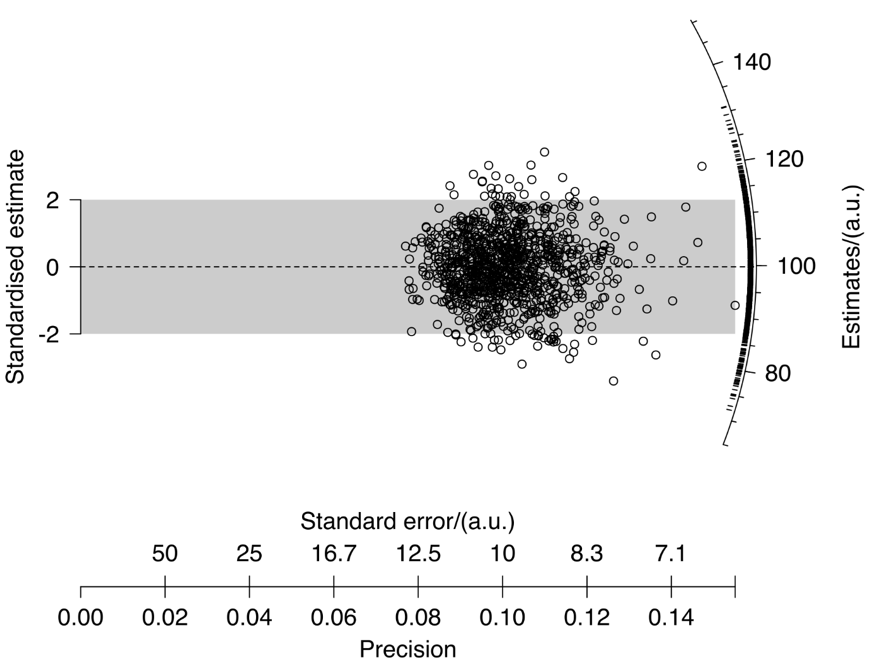 140
120
100
80
Estimates/(a.u.)
Standardised estimate
2
0
-2
Standard error/(a.u.)
50 25 16.7 12.5 10 8.3 7.1
0.00 0.02 0.04 0.06 0.08 0.10 0.12 0.14
Precision